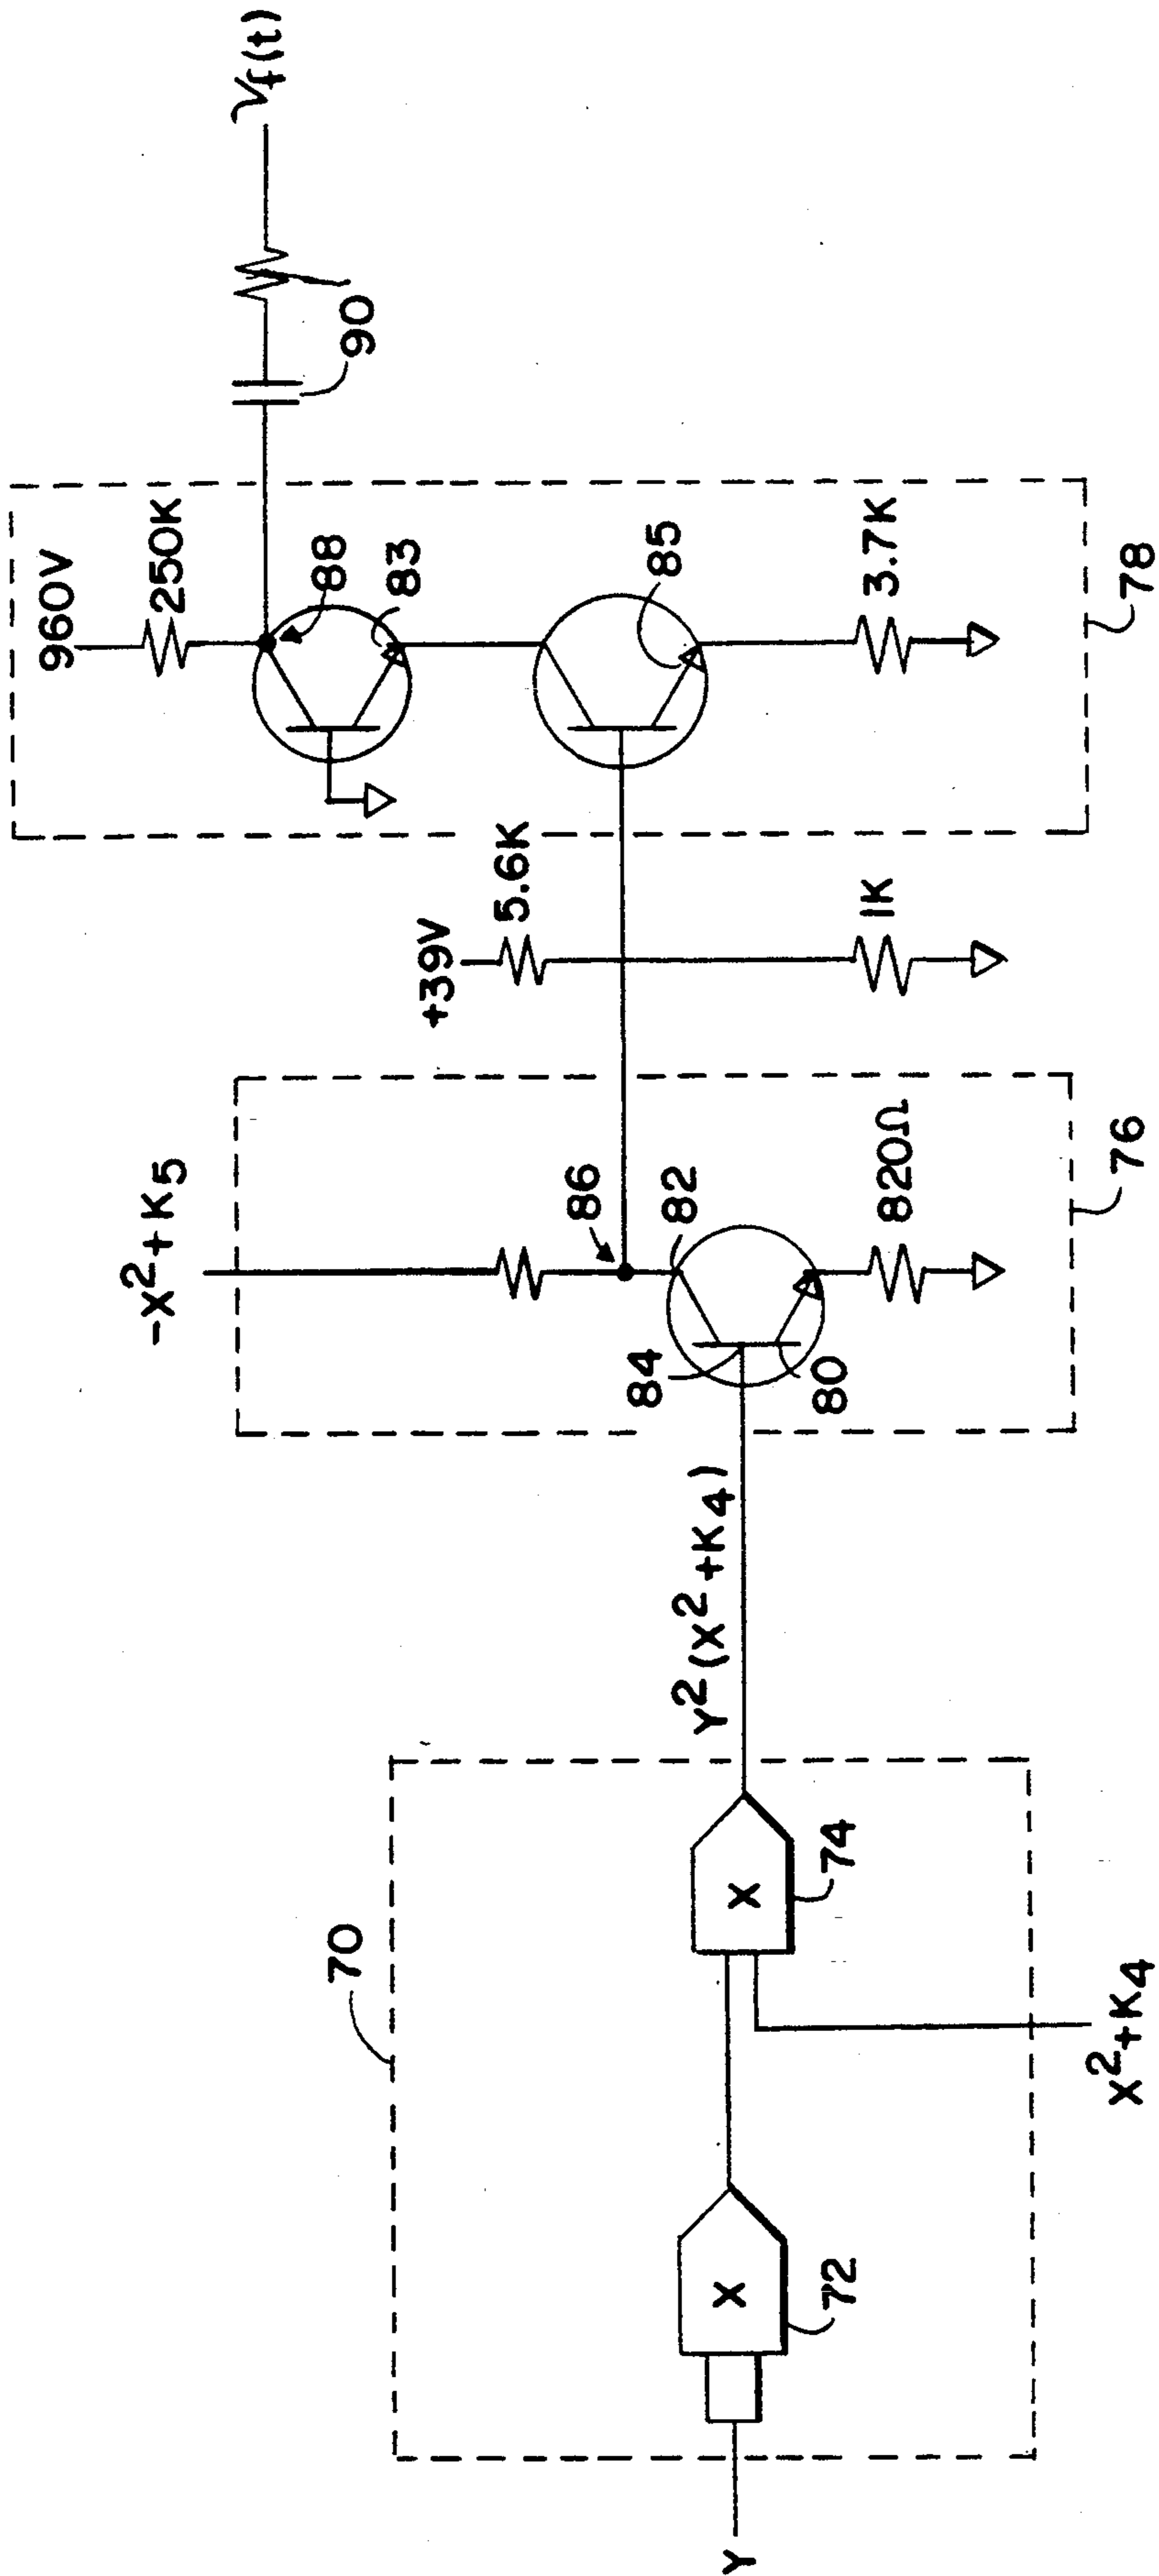 Y
72
X
70
74
X
X²+K₄
Y²(X²+K₄)
84
80
82
86
820Ω
-X²+K₅
76
+39V
5.6K
1K
960V
250K
88
83
85
3.7K
78
90
𝒱f(t)